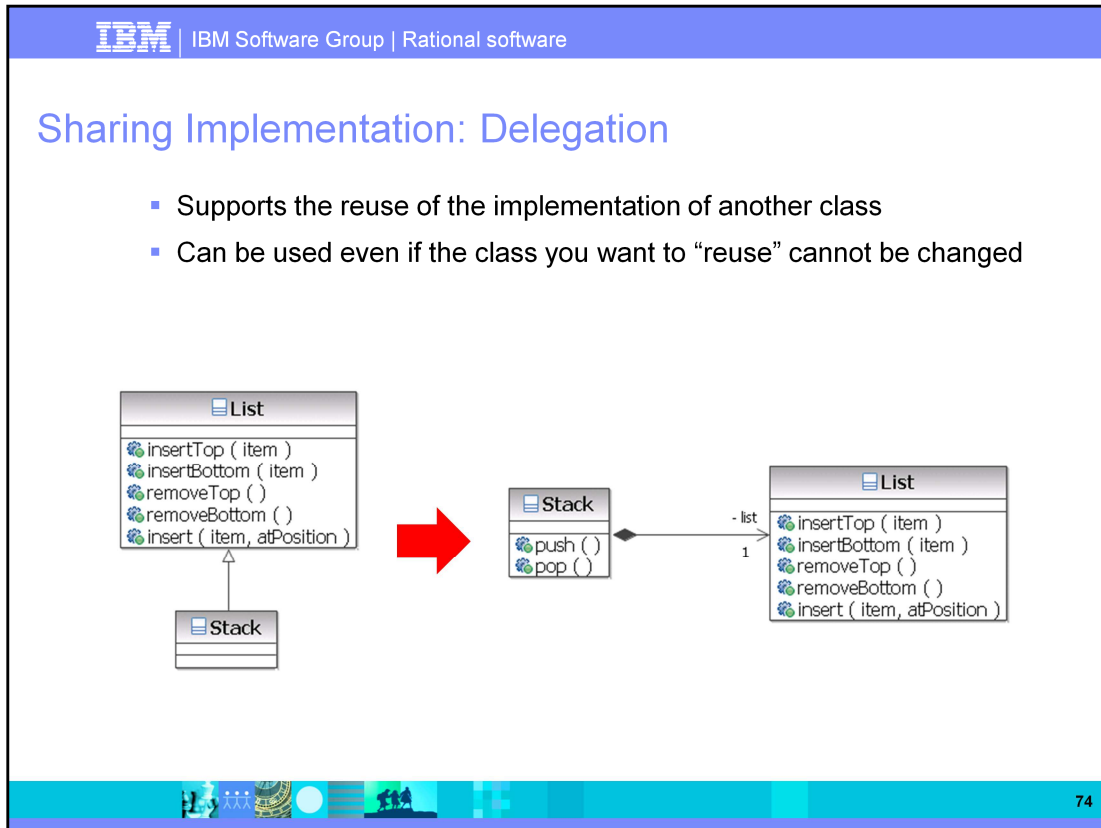 IBM | IBM Software Group | Rational software
Sharing Implementation: Delegation
▪ Supports the reuse of the implementation of another class
▪ Can be used even if the class you want to “reuse” cannot be changed
List
insertTop ( item )
insertBottom ( item )
removeTop ( )
removeBottom ( )
insert ( item, atPosition )
Stack
Stack
push ( )
pop ( )
- list
1
List
insertTop ( item )
insertBottom ( item )
removeTop ( )
removeBottom ( )
insert ( item, atPosition )
74